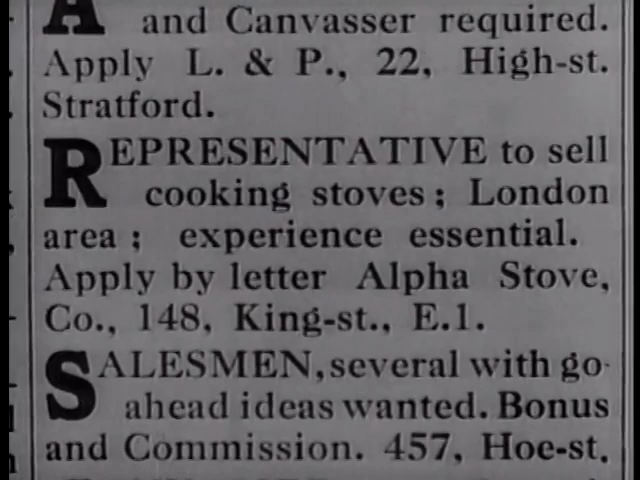 A and Canvasser required.
Apply L. & P., 22, High-st.
Stratford.
REPRESENTATIVE to sell
cooking stoves; London
area; experience essential.
Apply by letter Alpha Stove,
Co., 148, King-st., E.1.
SALESMEN, several with go-
ahead ideas wanted. Bonus
and Commission. 457, Hoe-st.